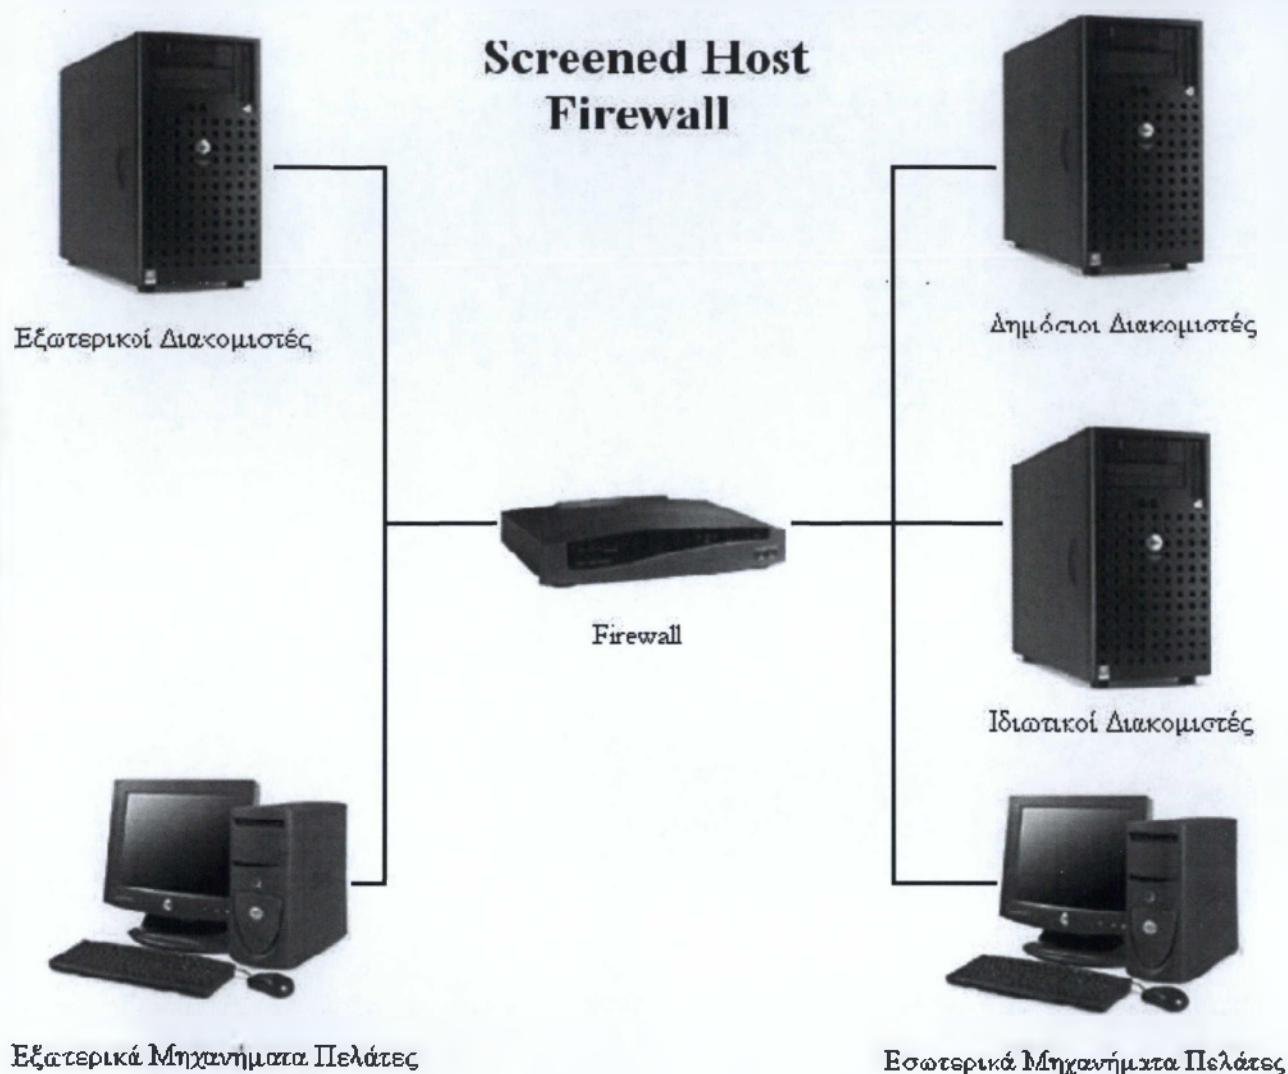 Screened Host
Firewall
Εξωτερικοί Διακομιστές
Δημόσιοι Διακομιστές
Firewall
Ιδιωτικοί Διακομιστές
Εξωτερικά Μηχανήματα Πελάτες
Εσωτερικά Μηχανήματα Πελάτες